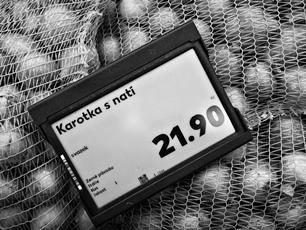 Karotka s natí
svazek
21.90
Země původu